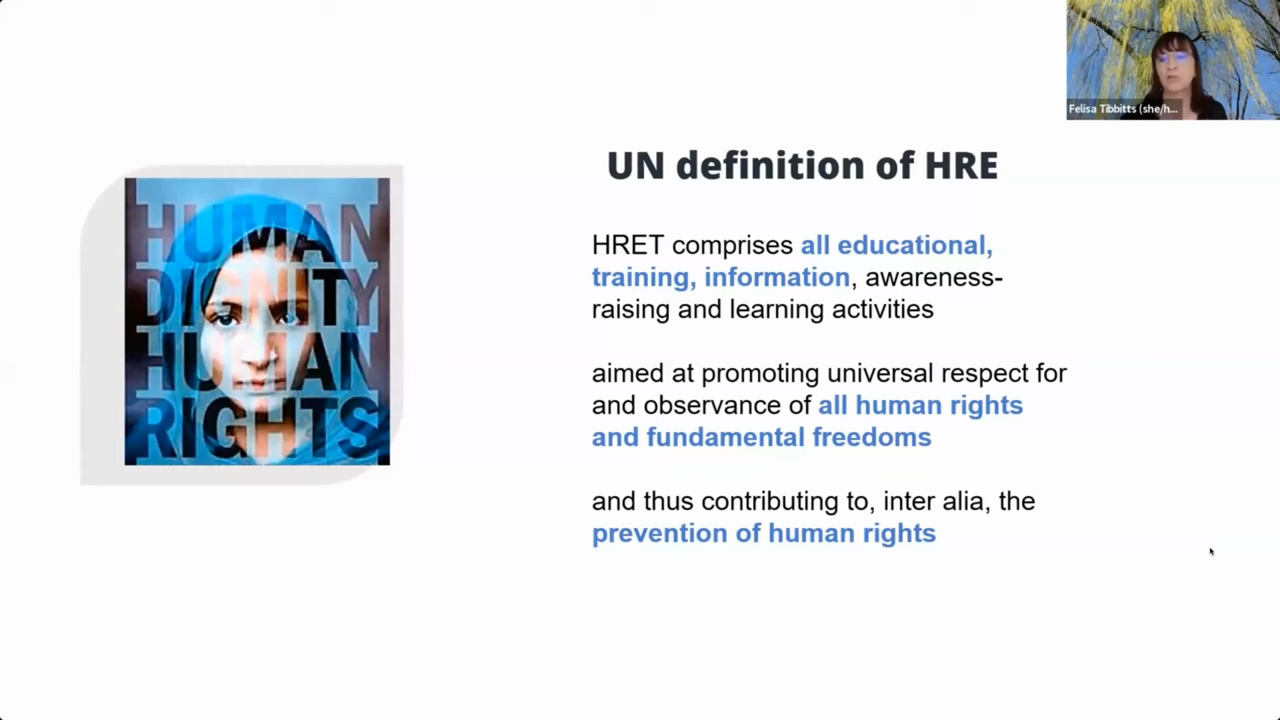 Felisa Tibbitts (she/h...
UN definition of HRE
HUMAN
DIGNITY
HUMAN
RIGHTS
HRET comprises all educational,
training, information, awareness-
raising and learning activities
aimed at promoting universal respect for
and observance of all human rights
and fundamental freedoms
and thus contributing to, inter alia, the
prevention of human rights